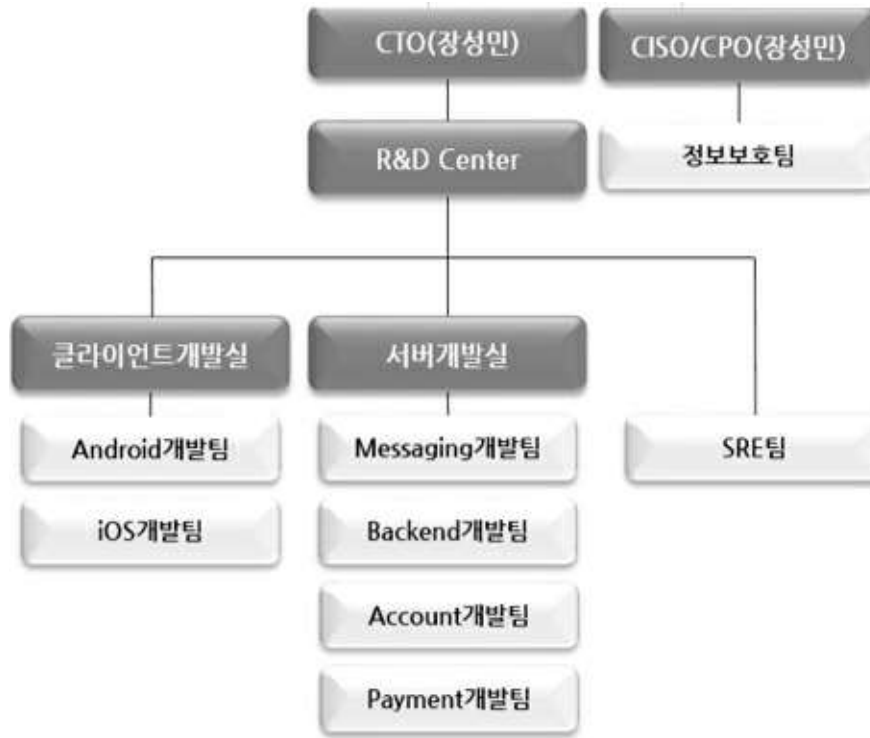 CTO(장성민)
CISO/CPO(장성민)
R&D Center
정보보호팀
클라이언트개발실
서버개발실
Android개발팀
Messaging개발팀
SRE팀
iOS개발팀
Backend개발팀
Account개발팀
Payment개발팀